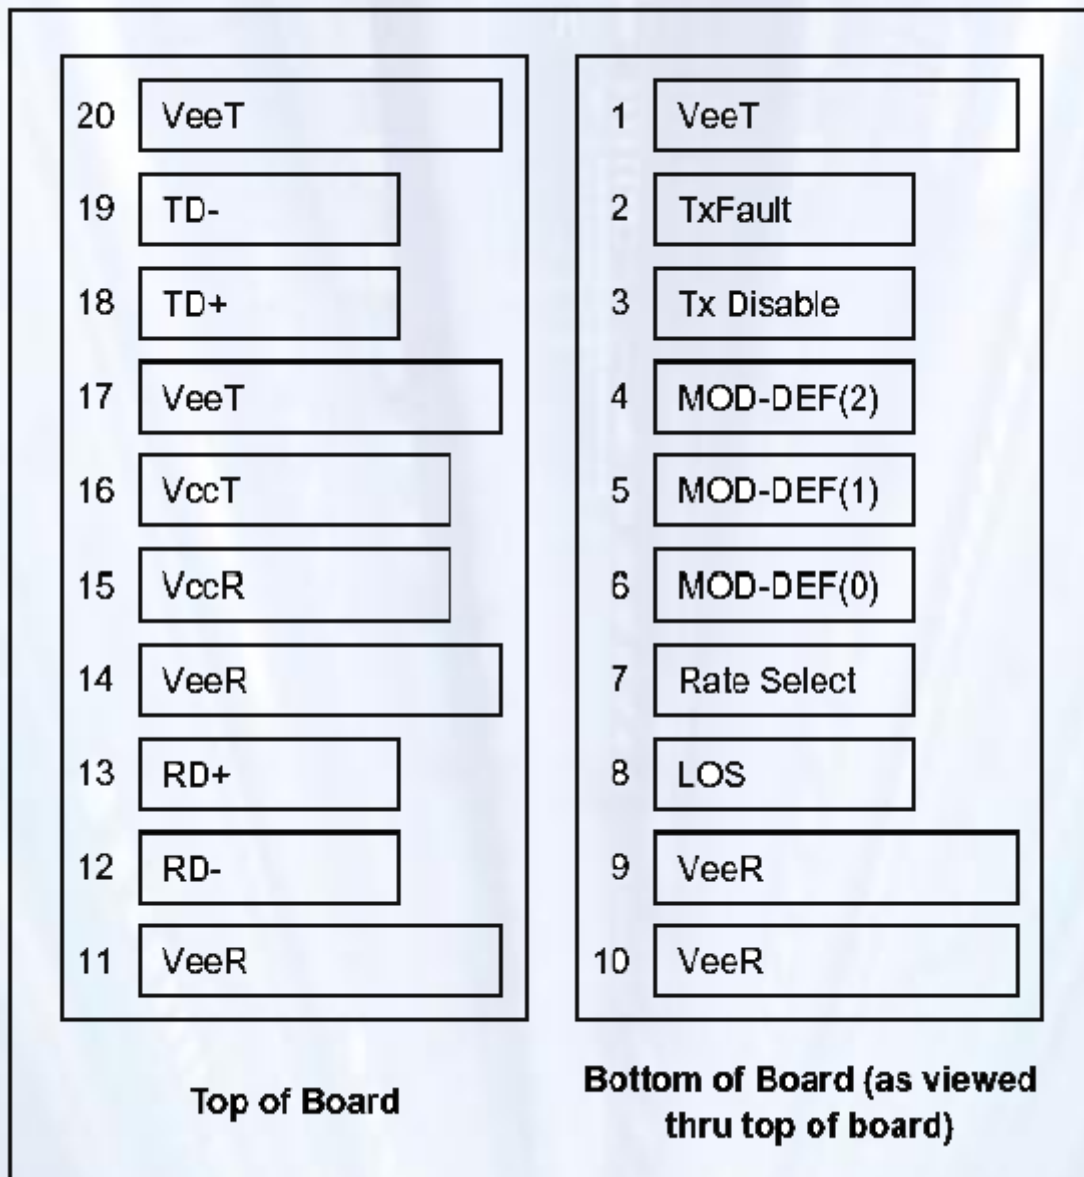 20 VeeT
19 TD-
18 TD+
17 VeeT
16 VccT
15 VccR
14 VeeR
13 RD+
12 RD-
11 VeeR
Top of Board
1 VeeT
2 TxFault
3 Tx Disable
4 MOD-DEF(2)
5 MOD-DEF(1)
6 MOD-DEF(0)
7 Rate Select
8 LOS
9 VeeR
10 VeeR
Bottom of Board (as viewed
thru top of board)